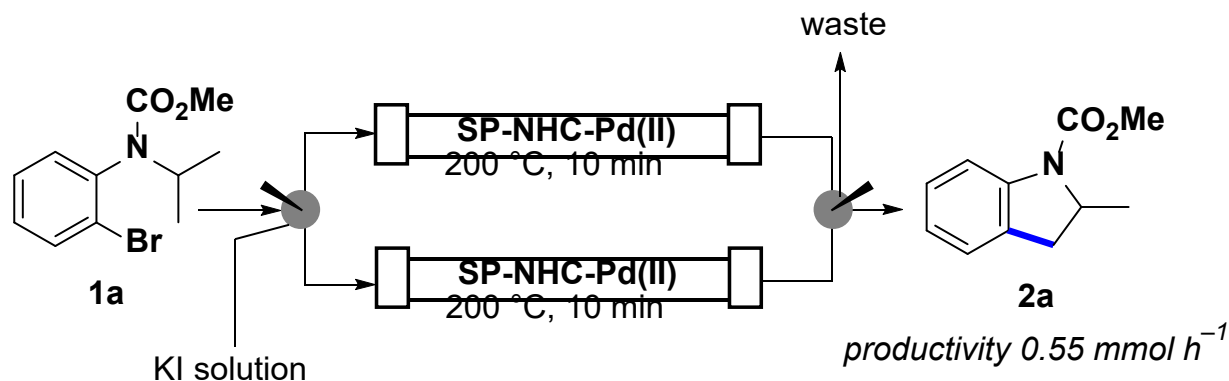 waste
CO₂Me
N
Br
1a
SP-NHC-Pd(II)
200 °C, 10 min
SP-NHC-Pd(II)
200 °C, 10 min
KI solution
CO₂Me
N
2a
productivity 0.55 mmol h⁻¹